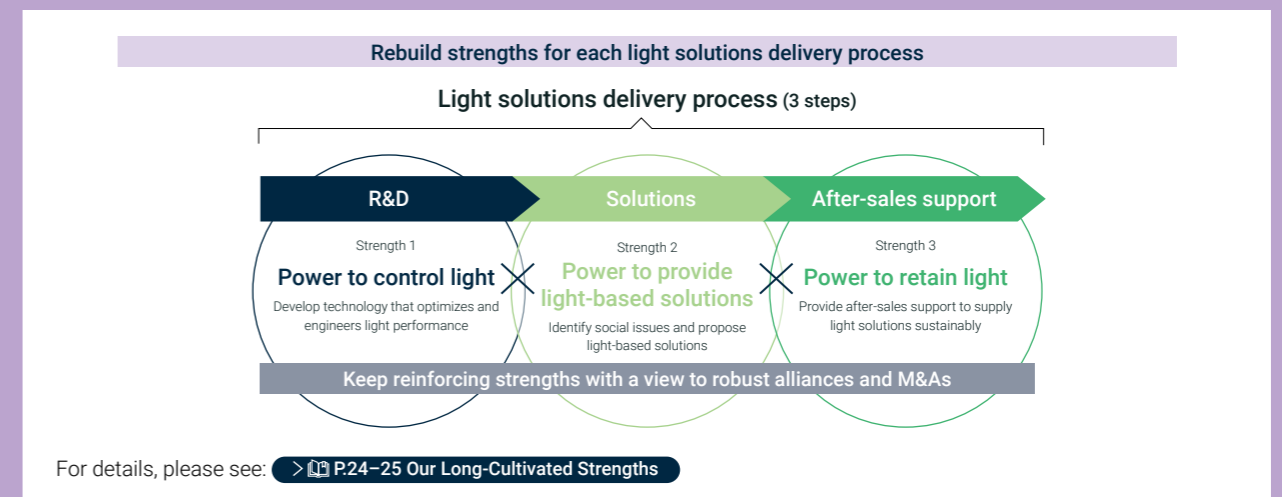 Rebuild strengths for each light solutions delivery process
Light solutions delivery process (3 steps)
R&D
Solutions
After-sales support
Strength 1
Power to control light
Develop technology that optimizes and
engineers light performance
Strength 2
Power to provide
light-based solutions
Identify social issues and propose
light-based solutions
Strength 3
Power to retain light
Provide after-sales support to supply
light solutions sustainably
Keep reinforcing strengths with a view to robust alliances and M&As
For details, please see: > P.24–25 Our Long-Cultivated Strengths